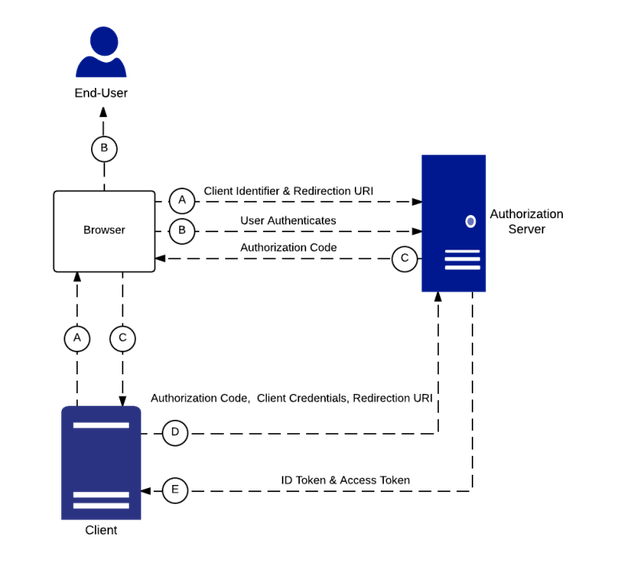 End-User
B
A
Client Identifier & Redirection URI
Browser
B
User Authenticates
Authorization Code
C
Authorization
Server
A
C
Authorization Code,  Client Credentials, Redirection URI
D
ID Token & Access Token
E
Client